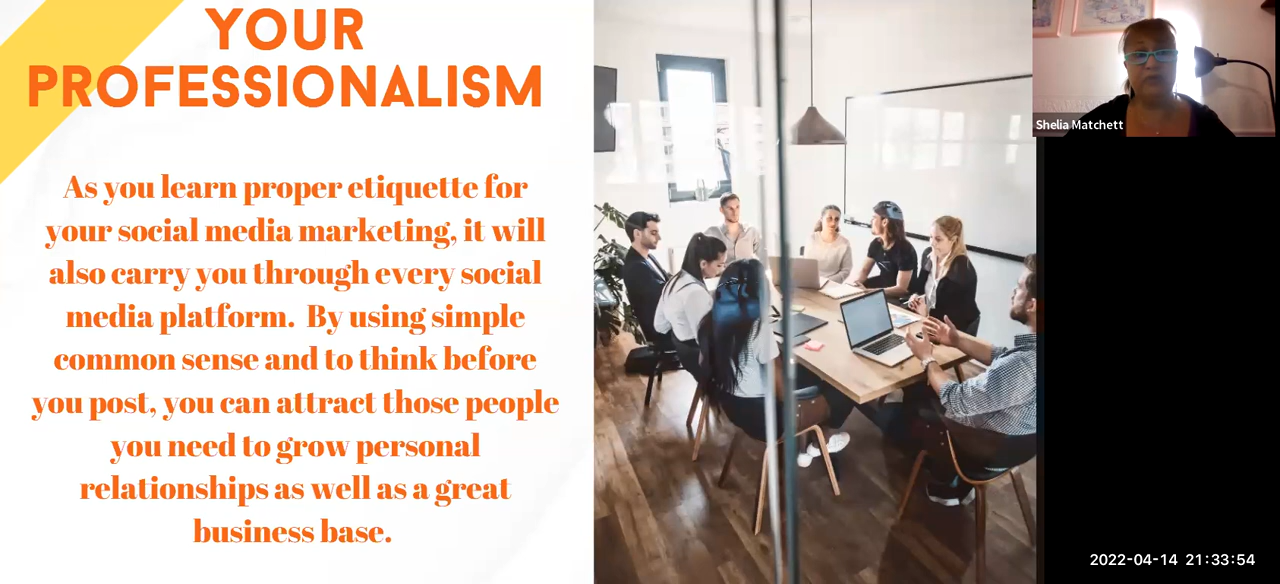 YOUR
PROFESSIONALISM
As you learn proper etiquette for
your social media marketing, it will
also carry you through every social
media platform.  By using simple
common sense and to think before
you post, you can attract those people
you need to grow personal
relationships as well as a great
business base.
Shelia Matchett
2022-04-14 21:33:54